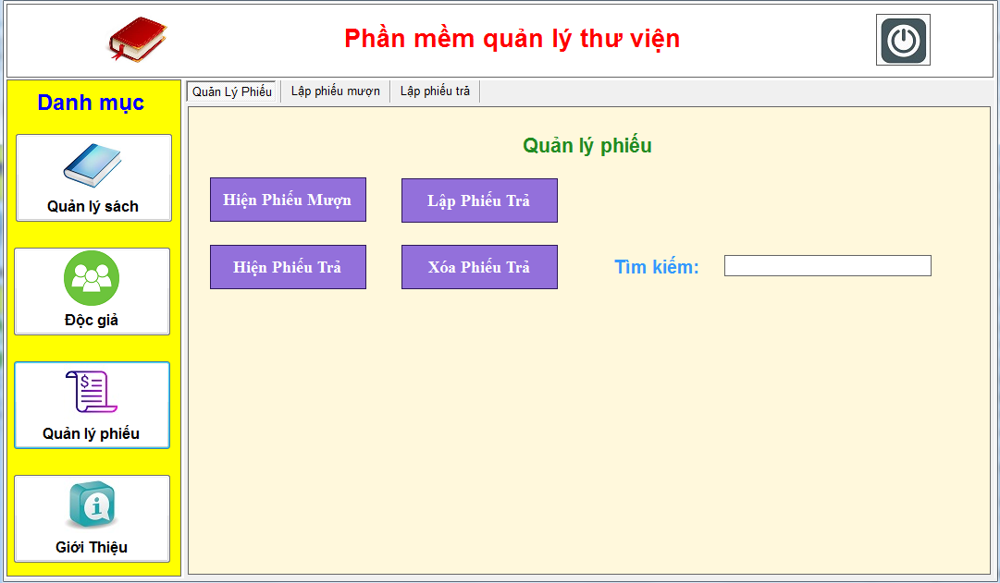 Phần mềm quản lý thư viện
Danh mục
Quản lý sách
Độc giả
$
Quản lý phiếu
i
Giới Thiệu
Quản Lý Phiếu
Lập phiếu mượn
Lập phiếu trả
Quản lý phiếu
Hiện Phiếu Mượn
Lập Phiếu Trả
Hiện Phiếu Trả
Xóa Phiếu Trả
Tìm kiếm: